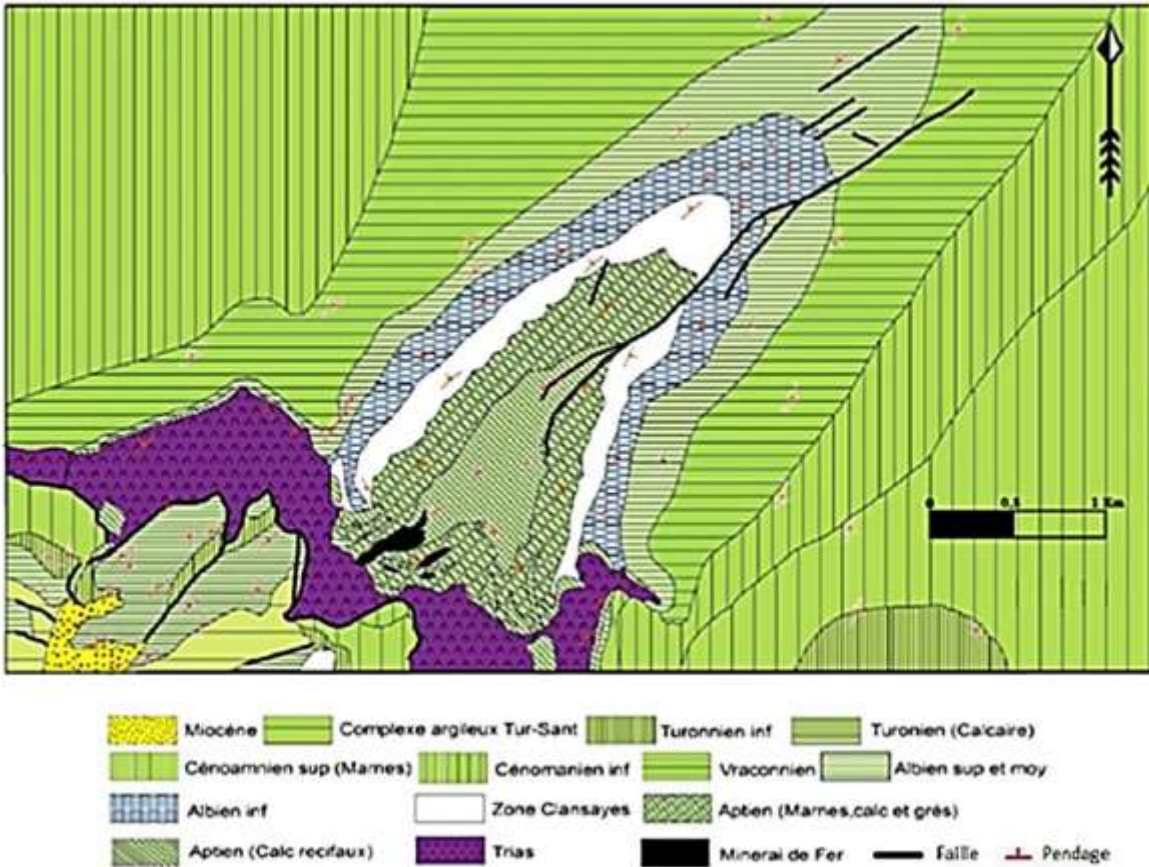 0 0.5 1 Km
Miocéne Complexe argileux Tur-Sant Turonnien inf Turonien (Calcaire)
Cénoamnien sup (Marnes) Cénomanien inf Vraconnien Albien sup et moy
Albien inf Zone Clansayes Aptien (Marnes,calc et grés)
Aptien (Calc recifaux) Trias Minerai de Fer Faille Pendage